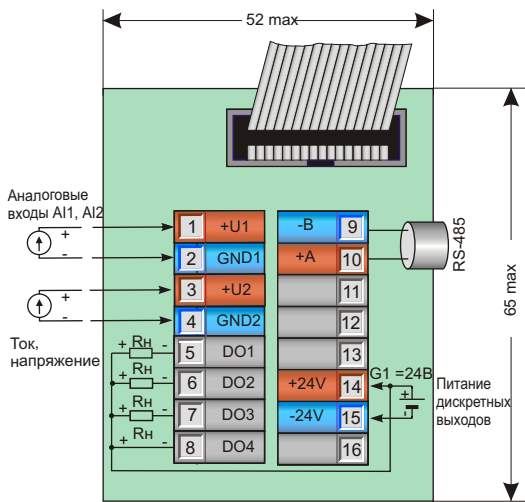 52 max
65 max
Аналоговые
входы AI1, AI2
+
-
+
-
Ток,
напряжение
1 +U1
2 GND1
3 +U2
4 GND2
+ Rн - 5 DO1
+ Rн - 6 DO2
+ Rн - 7 DO3
+ Rн - 8 DO4
-B 9
+A 10
11
12
13
+24V 14
-24V 15
16
RS-485
G1 =24В
+
-
Питание
дискретных
выходов